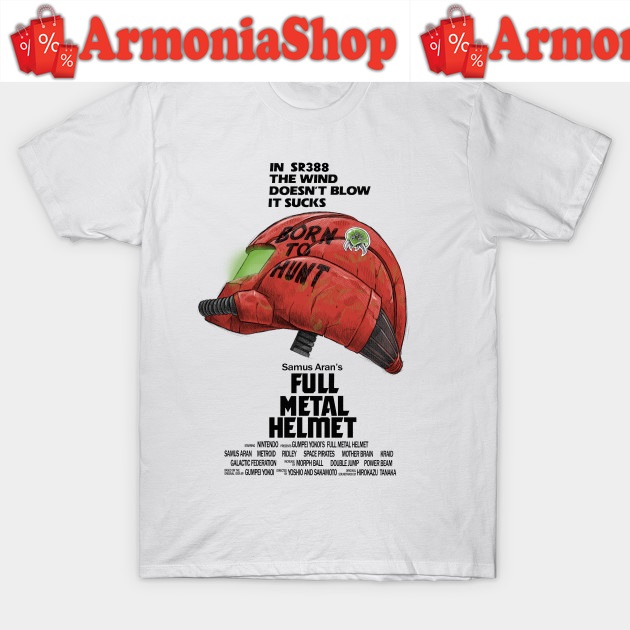 ArmoniaShop
Armon
IN SR388
THE WIND
DOESN'T BLOW
IT SUCKS
BORN
TO
HUNT
Samus Aran's
FULL
METAL
HELMET
STARRING NINTENDO GUMPEI YOKOI'S FULL METAL HELMET
SAMUS ARAN METROID RIDLEY SPACE PIRATES MOTHER BRAIN KRAID
GALACTIC FEDERATION MORPH BALL DOUBLE JUMP POWER BEAM
GUMPEI YOKOI YOSHIO AND SAKAMOTO HIROKAZU TANAKA